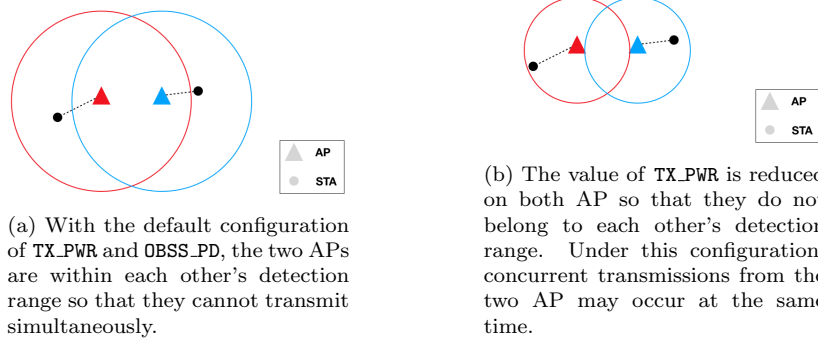 AP
STA
(a) With the default configuration
of TX_PWR and OBSS_PD, the two APs
are within each other's detection
range so that they cannot transmit
simultaneously.
AP
STA
(b) The value of TX_PWR is reduced
on both AP so that they do not
belong to each other's detection
range. Under this configuration
concurrent transmissions from the
two AP may occur at the same
time.